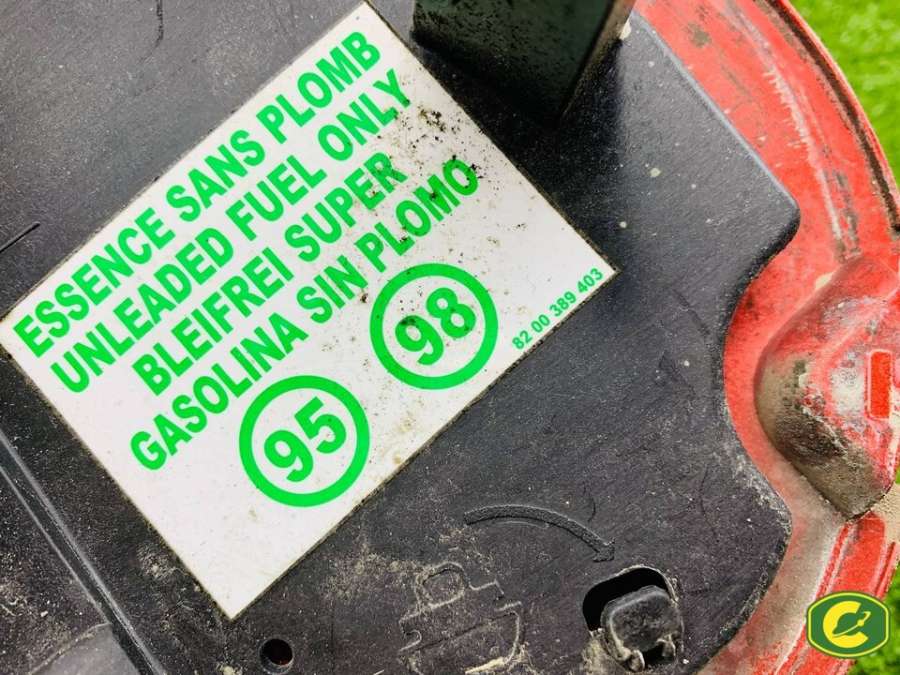 ESSENCE SANS PLOMB
UNLEADED FUEL ONLY
BLEIFREI SUPER
GASOLINA SIN PLOMO
95 98
82 00 389 403
C